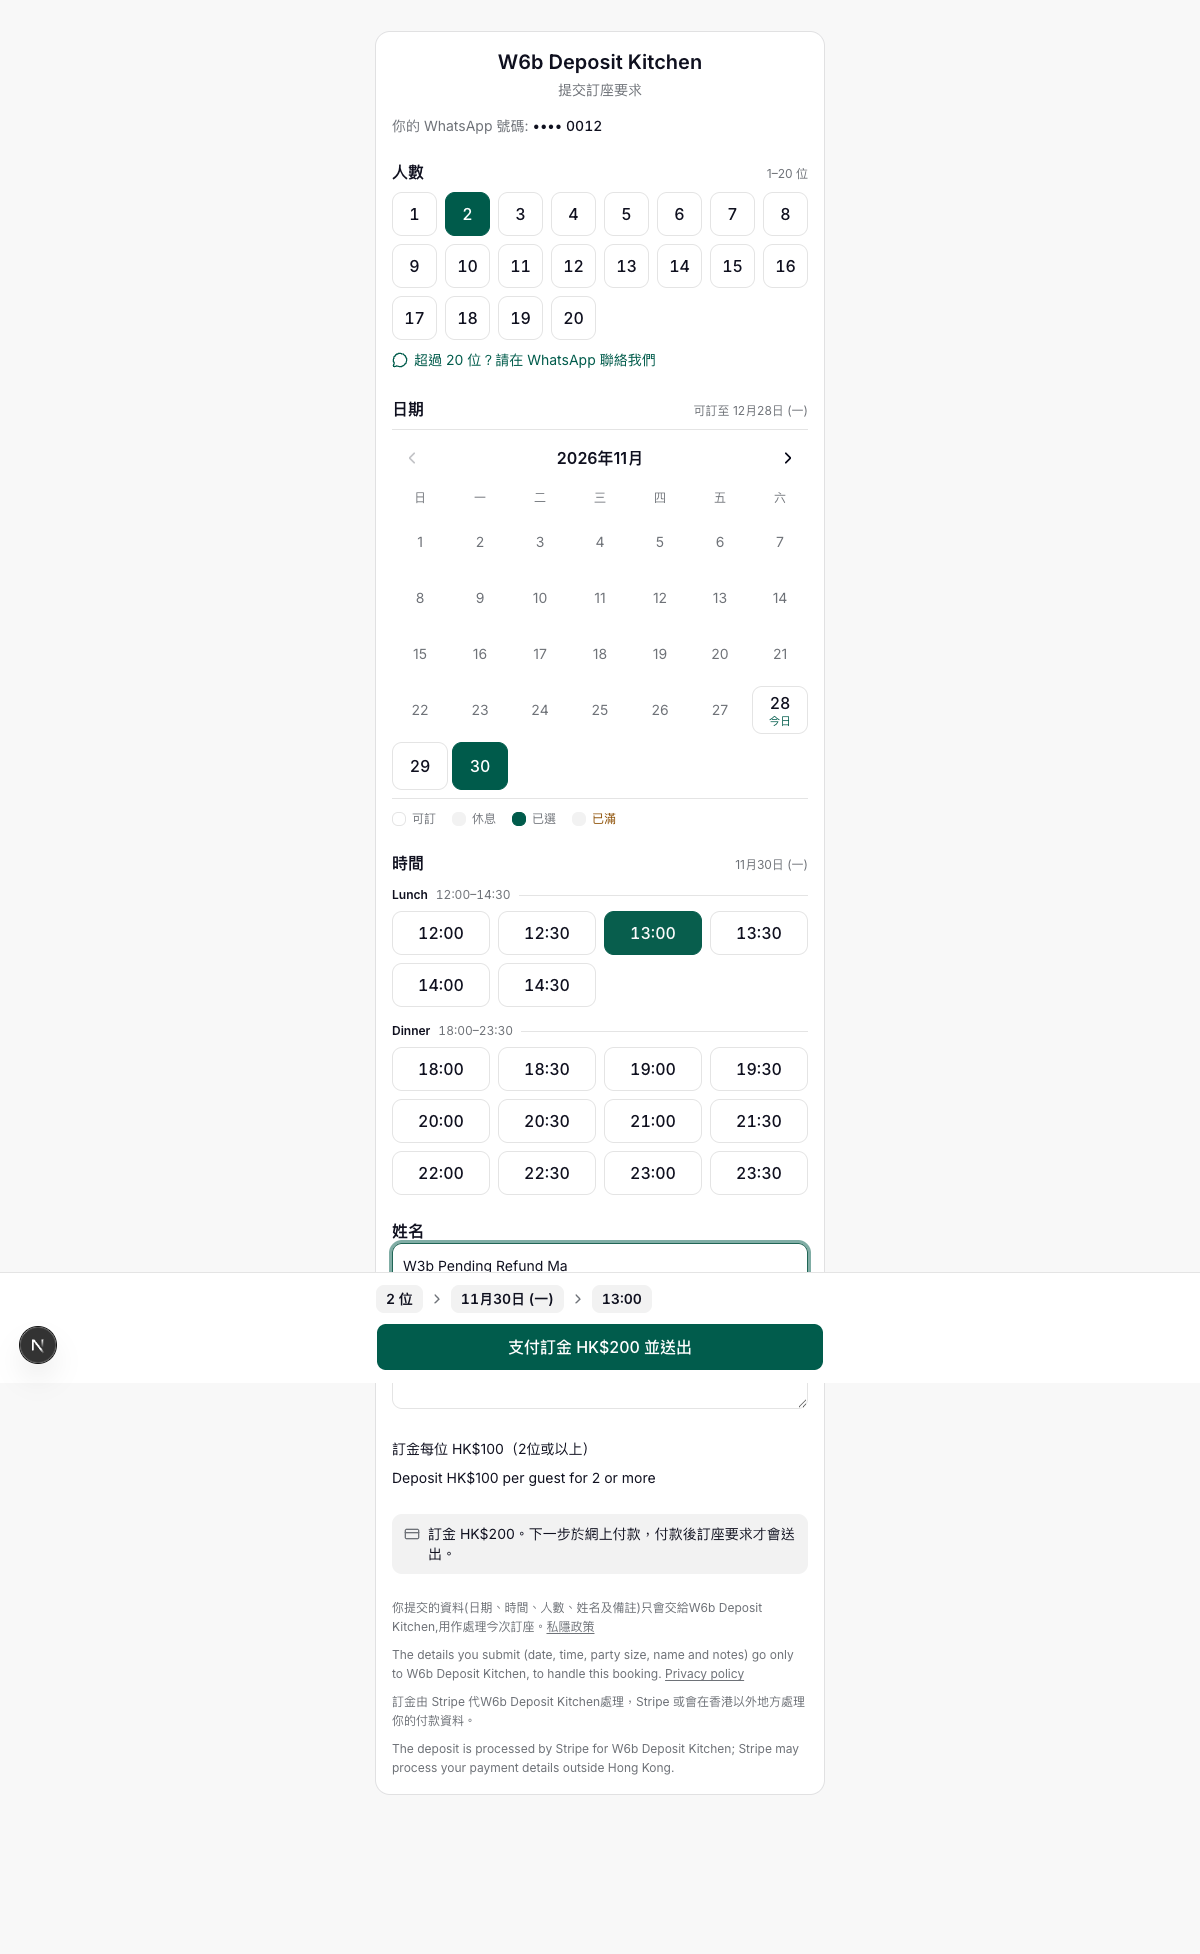 W6b Deposit Kitchen
提交訂座要求
你的 WhatsApp 號碼: •••• 0012
人數 1–20 位
1 2 3 4 5 6 7 8
9 10 11 12 13 14 15 16
17 18 19 20
超過 20 位？請在 WhatsApp 聯絡我們
日期 可訂至 12月28日 (一)
2026年11月
日 一 二 三 四 五 六
1 2 3 4 5 6 7
8 9 10 11 12 13 14
15 16 17 18 19 20 21
22 23 24 25 26 27 28
今日
29 30
可訂 休息 已選 已滿
時間 11月30日 (一)
Lunch 12:00–14:30
12:00 12:30 13:00 13:30
14:00 14:30
Dinner 18:00–23:30
18:00 18:30 19:00 19:30
20:00 20:30 21:00 21:30
22:00 22:30 23:00 23:30
姓名
W3b Pending Refund Ma
2 位 11月30日 (一) 13:00
N
支付訂金 HK$200 並送出
訂金每位 HK$100（2位或以上）
Deposit HK$100 per guest for 2 or more
訂金 HK$200。下一步於網上付款，付款後訂座要求才會送
出。
你提交的資料(日期、時間、人數、姓名及備註)只會交給W6b Deposit
Kitchen,用作處理今次訂座。私隱政策
The details you submit (date, time, party size, name and notes) go only
to W6b Deposit Kitchen, to handle this booking. Privacy policy
訂金由 Stripe 代W6b Deposit Kitchen處理，Stripe 或會在香港以外地方處理
你的付款資料。
The deposit is processed by Stripe for W6b Deposit Kitchen; Stripe may
process your payment details outside Hong Kong.